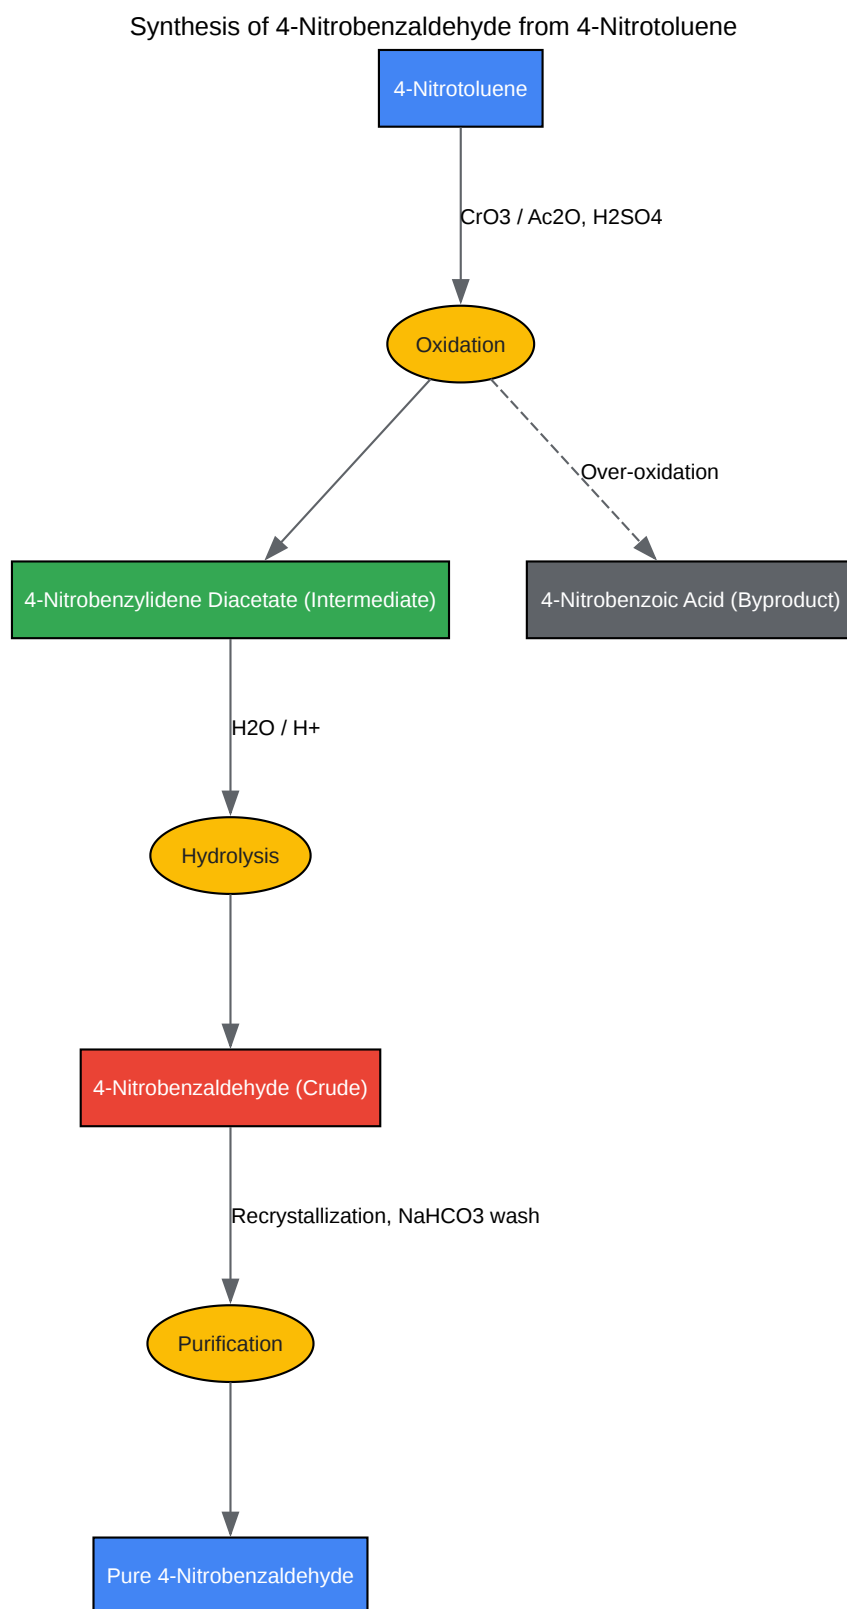 Synthesis of 4-Nitrobenzaldehyde from 4-Nitrotoluene
4-Nitrotoluene
CrO3 / Ac2O, H2SO4
Oxidation
Over-oxidation
4-Nitrobenzylidene Diacetate (Intermediate)
4-Nitrobenzoic Acid (Byproduct)
H2O / H+
Hydrolysis
4-Nitrobenzaldehyde (Crude)
Recrystallization, NaHCO3 wash
Purification
Pure 4-Nitrobenzaldehyde